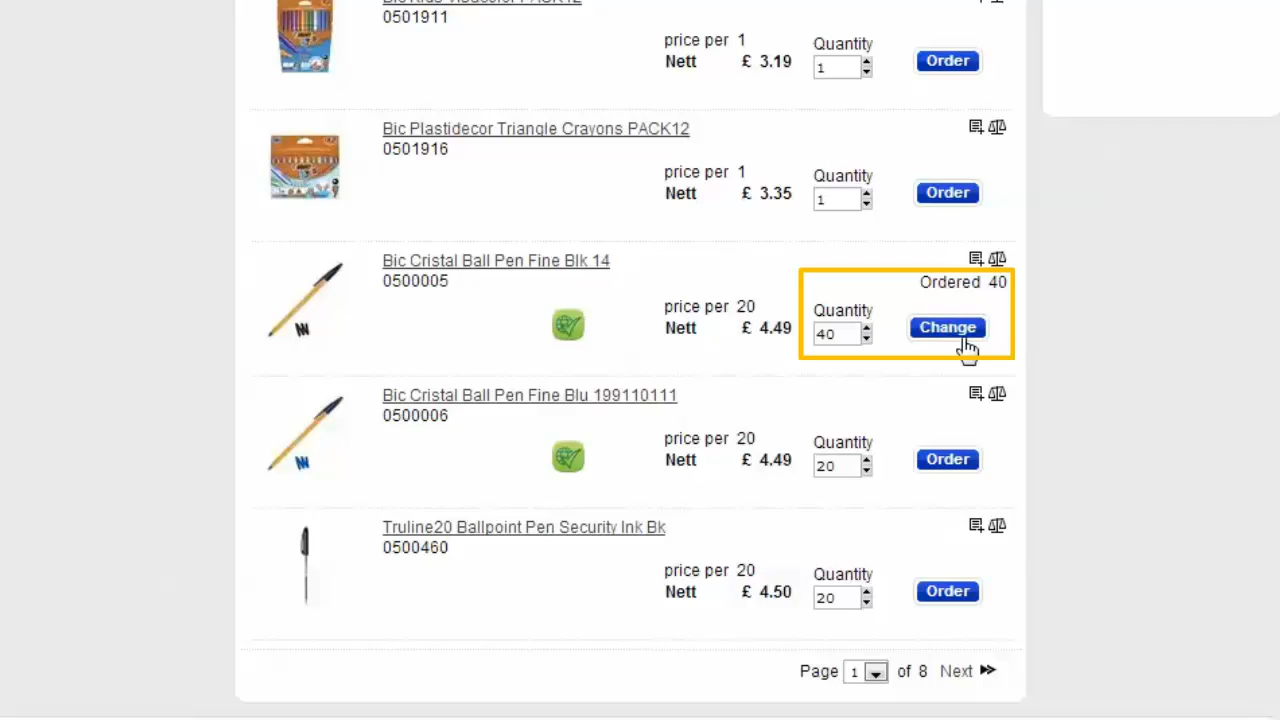 0501911
price per 1
Nett £ 3.19
Quantity
1
Order
Bic Plastidecor Triangle Crayons PACK12
0501916
price per 1
Nett £ 3.35
Quantity
1
Order
Bic Cristal Ball Pen Fine Blk 14
0500005
Ordered 40
price per 20
Nett £ 4.49
Quantity
40
Change
Bic Cristal Ball Pen Fine Blu 199110111
0500006
price per 20
Nett £ 4.49
Quantity
20
Order
Truline20 Ballpoint Pen Security Ink Bk
0500460
price per 20
Nett £ 4.50
Quantity
20
Order
Page 1 of 8 Next